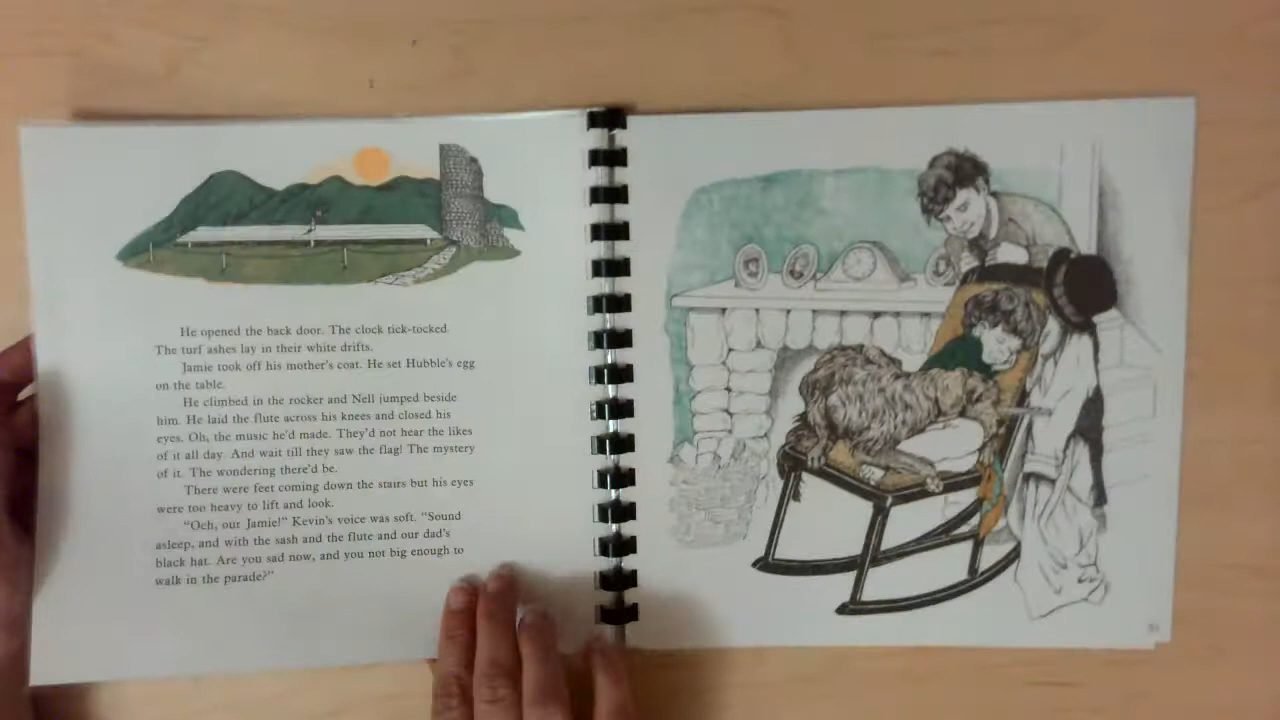 He opened the back door. The clock tick-tocked.
The turf ashes lay in their white drifts.
Jamie took off his mother's coat. He set Hubble's egg
on the table.
He climbed in the rocker and Nell jumped beside
him. He laid the flute across his knees and closed his
eyes. Oh, the music he'd made. They'd not hear the likes
of it all day. And wait till they saw the flag! The mystery
of it. The wondering there'd be.
There were feet coming down the stairs but his eyes
were too heavy to lift and look.
"Och, our Jamie!" Kevin's voice was soft. "Sound
asleep, and with the sash and the flute and our dad's
black hat. Are you sad now, and you not big enough to
walk in the parade?"